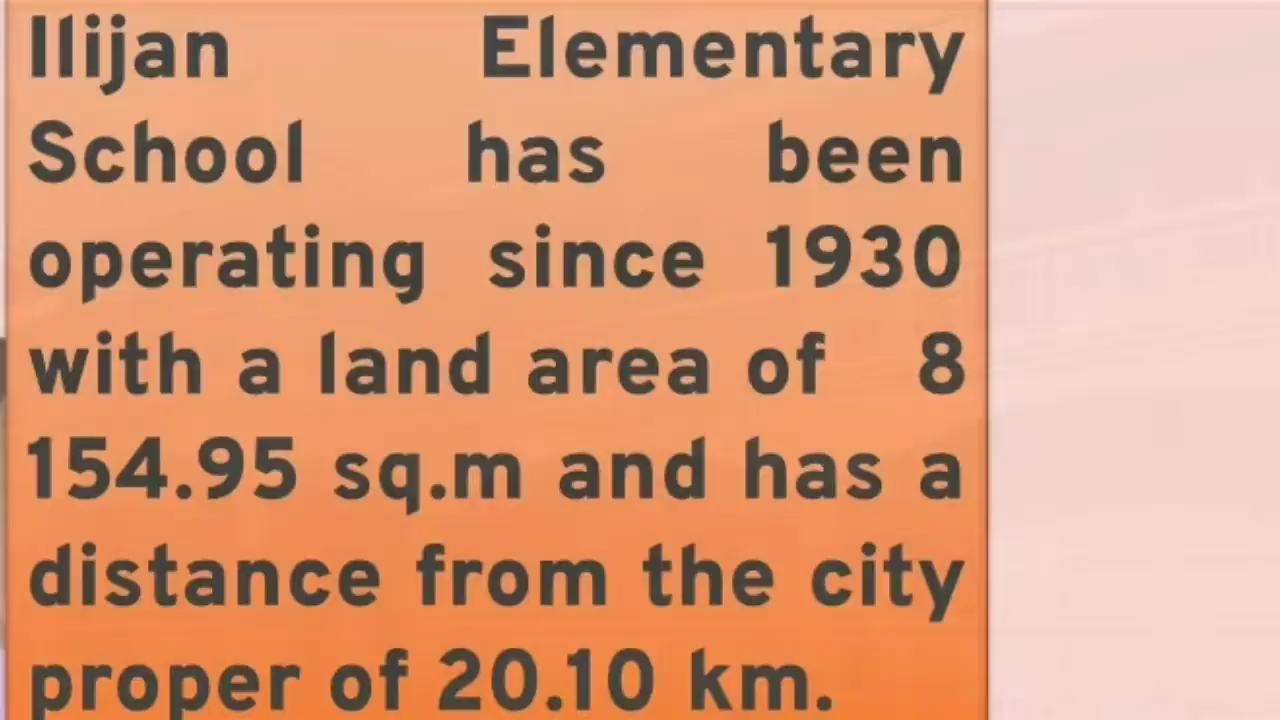 Ilijan Elementary
School has been
operating since 1930
with a land area of 8
154.95 sq.m and has a
distance from the city
proper of 20.10 km.